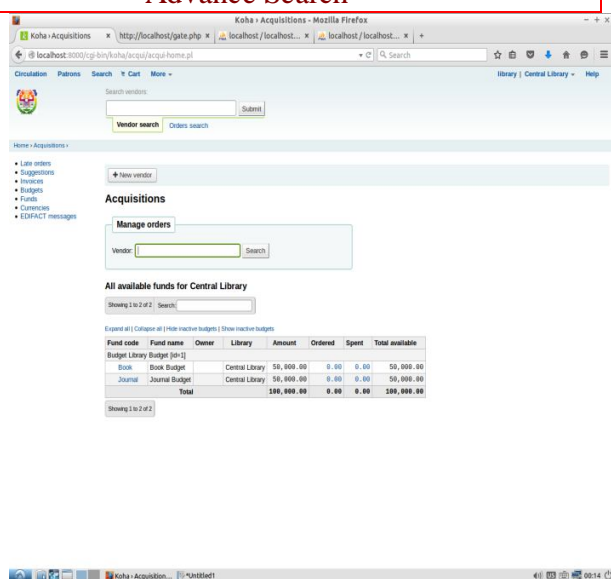 Advance Search
Koha › Acquisitions - Mozilla Firefox
Koha › Acquisitions × http://localhost/gate.php × localhost / localhost... × localhost / localhost... × +
localhost:8000/cgi-bin/koha/acqui/acqui-home.pl Search
Circulation Patrons Search Cart More library | Central Library Help
Search vendors:
Submit
Vendor search Orders search
Home › Acquisitions ›
• Late orders
• Suggestions
• Invoices
• Budgets
• Funds
• Currencies
• EDIFACT messages
+ New vendor
Acquisitions
Manage orders
Vendor: Search
All available funds for Central Library
Showing 1 to 2 of 2 Search:
Expand all | Collapse all | Hide inactive budgets | Show inactive budgets
Fund code Fund name Owner Library Amount Ordered Spent Total available
Budget Library Budget [id=1]
Book Book Budget Central Library 50,000.00 0.00 0.00 50,000.00
Journal Journal Budget Central Library 50,000.00 0.00 0.00 50,000.00
Total 100,000.00 0.00 0.00 100,000.00
Showing 1 to 2 of 2
Koha › Acquisition... *Untitled1 08:14